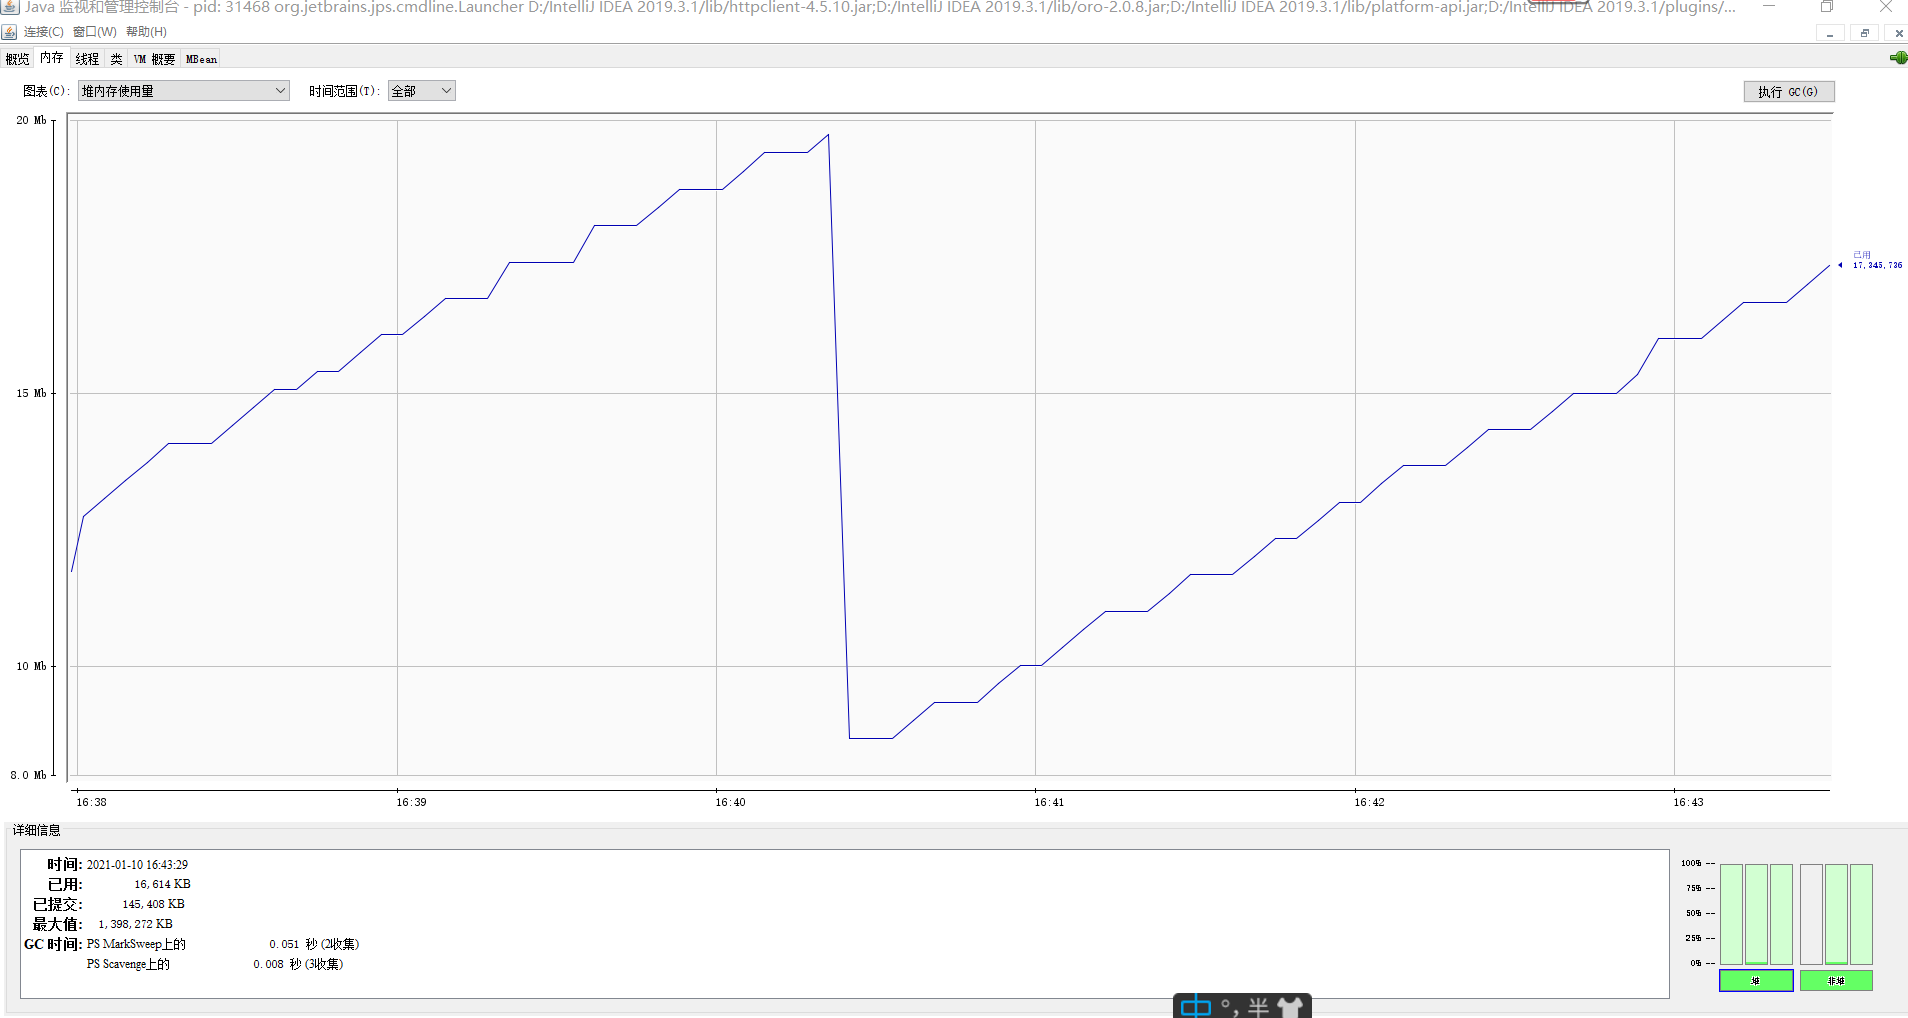 Java 监视和管理控制台 - pid: 31468 org.jetbrains.jps.cmdline.Launcher D:/IntelliJ IDEA 2019.3.1/lib/httpclient-4.5.10.jar;D:/IntelliJ IDEA 2019.3.1/lib/oro-2.0.8.jar;D:/IntelliJ IDEA 2019.3.1/lib/platform-api.jar;D:/IntelliJ IDEA 2019.3.1/plugins/...
连接(C) 窗口(W) 帮助(H)
概览 内存 线程 类 VM 概要 MBean
图表(C): 堆内存使用量 时间范围(T): 全部 执行 GC(G)
20 Mb
15 Mb
10 Mb
8.0 Mb
已用
17,345,736
16:38 16:39 16:40 16:41 16:42 16:43
详细信息
时间: 2021-01-10 16:43:29
已用: 16,614 KB
已提交: 145,408 KB
最大值: 1,398,272 KB
GC 时间: PS MarkSweep上的 0.051 秒 (2收集)
PS Scavenge上的 0.008 秒 (3收集)
100% --
75% --
50% --
25% --
0% --
堆 非堆
中 °, 半